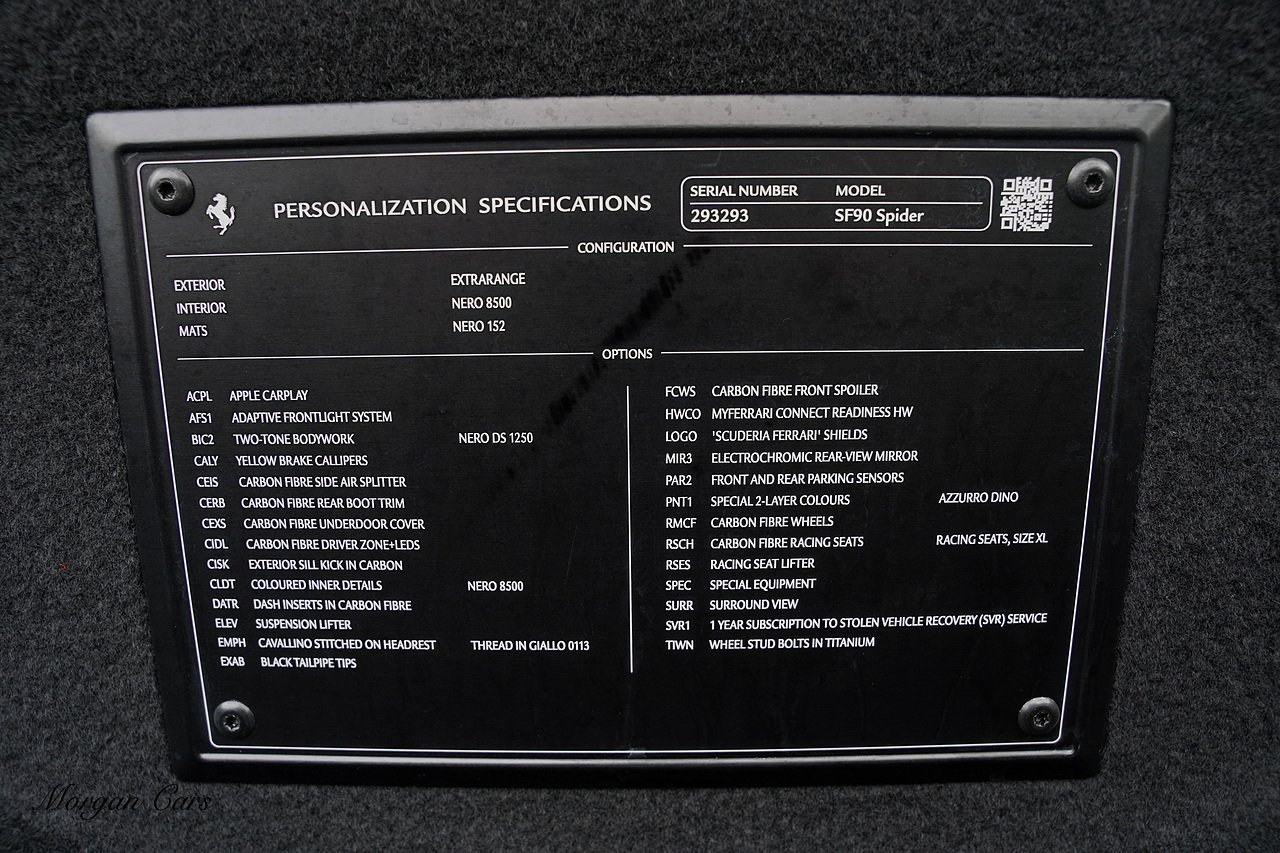 PERSONALIZATION SPECIFICATIONS
SERIAL NUMBER MODEL
293293 SF90 Spider
CONFIGURATION
EXTERIOR EXTRARANGE
INTERIOR NERO 8500
MATS NERO 152
OPTIONS
ACPL APPLE CARPLAY
AFS1 ADAPTIVE FRONTLIGHT SYSTEM
BIC2 TWO-TONE BODYWORK NERO DS 1250
CALY YELLOW BRAKE CALLIPERS
CEIS CARBON FIBRE SIDE AIR SPLITTER
CERB CARBON FIBRE REAR BOOT TRIM
CEXS CARBON FIBRE UNDERDOOR COVER
CIDL CARBON FIBRE DRIVER ZONE+LEDS
CISK EXTERIOR SILL KICK IN CARBON
CLDT COLOURED INNER DETAILS NERO 8500
DATR DASH INSERTS IN CARBON FIBRE
ELEV SUSPENSION LIFTER
EMPH CAVALLINO STITCHED ON HEADREST THREAD IN GIALLO 0113
EXAB BLACK TAILPIPE TIPS
FCWS CARBON FIBRE FRONT SPOILER
HWCO MYFERRARI CONNECT READINESS HW
LOGO 'SCUDERIA FERRARI' SHIELDS
MIR3 ELECTROCHROMIC REAR-VIEW MIRROR
PAR2 FRONT AND REAR PARKING SENSORS
PNT1 SPECIAL 2-LAYER COLOURS AZZURRO DINO
RMCF CARBON FIBRE WHEELS
RSCH CARBON FIBRE RACING SEATS RACING SEATS, SIZE XL
RSES RACING SEAT LIFTER
SPEC SPECIAL EQUIPMENT
SURR SURROUND VIEW
SVR1 1 YEAR SUBSCRIPTION TO STOLEN VEHICLE RECOVERY (SVR) SERVICE
TIWN WHEEL STUD BOLTS IN TITANIUM
Morgan Cars